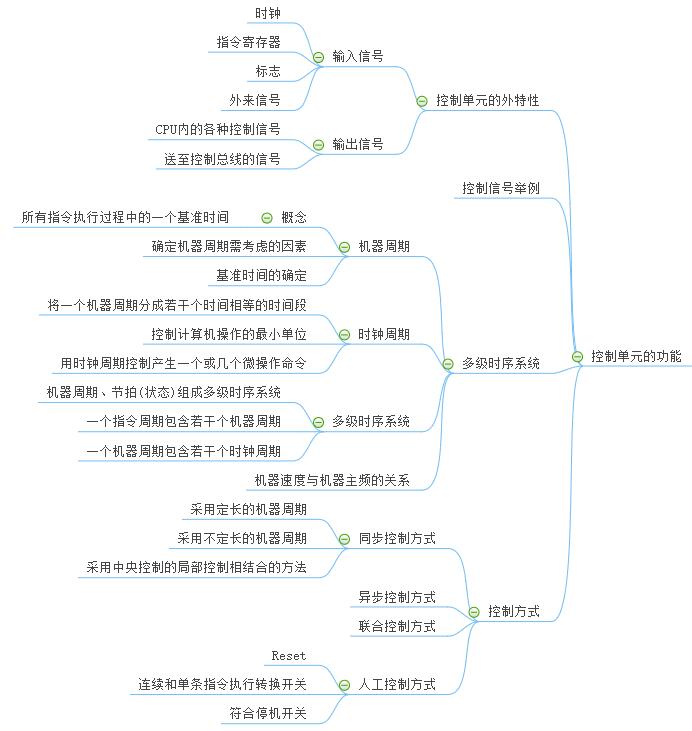 时钟
指令寄存器
标志
外来信号
输入信号
CPU内的各种控制信号
送至控制总线的信号
输出信号
控制单元的外特性
控制信号举例
所有指令执行过程中的一个基准时间
概念
确定机器周期需考虑的因素
基准时间的确定
机器周期
将一个机器周期分成若干个时间相等的时间段
控制计算机操作的最小单位
用时钟周期控制产生一个或几个微操作命令
时钟周期
机器周期、节拍(状态)组成多级时序系统
一个指令周期包含若干个机器周期
一个机器周期包含若干个时钟周期
多级时序系统
机器速度与机器主频的关系
多级时序系统
控制单元的功能
采用定长的机器周期
采用不定长的机器周期
采用中央控制的局部控制相结合的方法
同步控制方式
异步控制方式
联合控制方式
控制方式
Reset
连续和单条指令执行转换开关
符合停机开关
人工控制方式